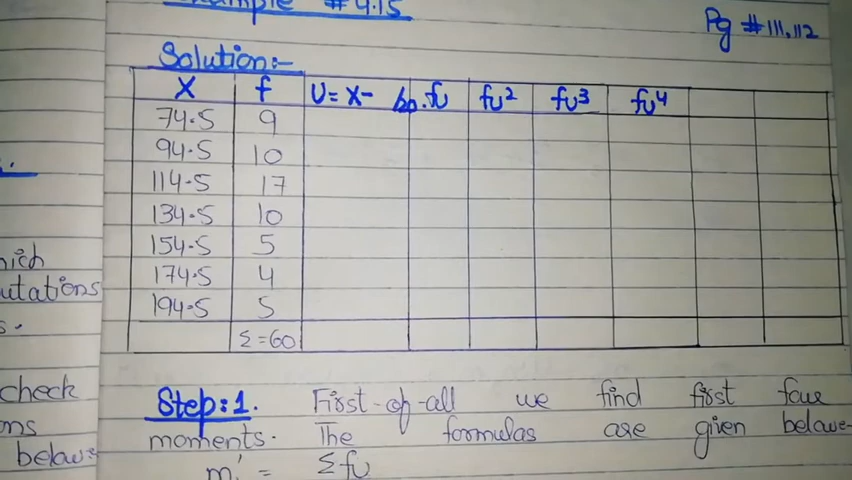 Example #4.15
Pg #111,112
Solution:-
X f U= X- fu fu² fu³ fu⁴
74.5 9
94.5 10
114.5 17
134.5 10
154.5 5
174.5 4
194.5 5
Σ=60
check
below:
Step:1. First-of-all we find first four
moments. The formulas are given below-
m₁' = Σfu